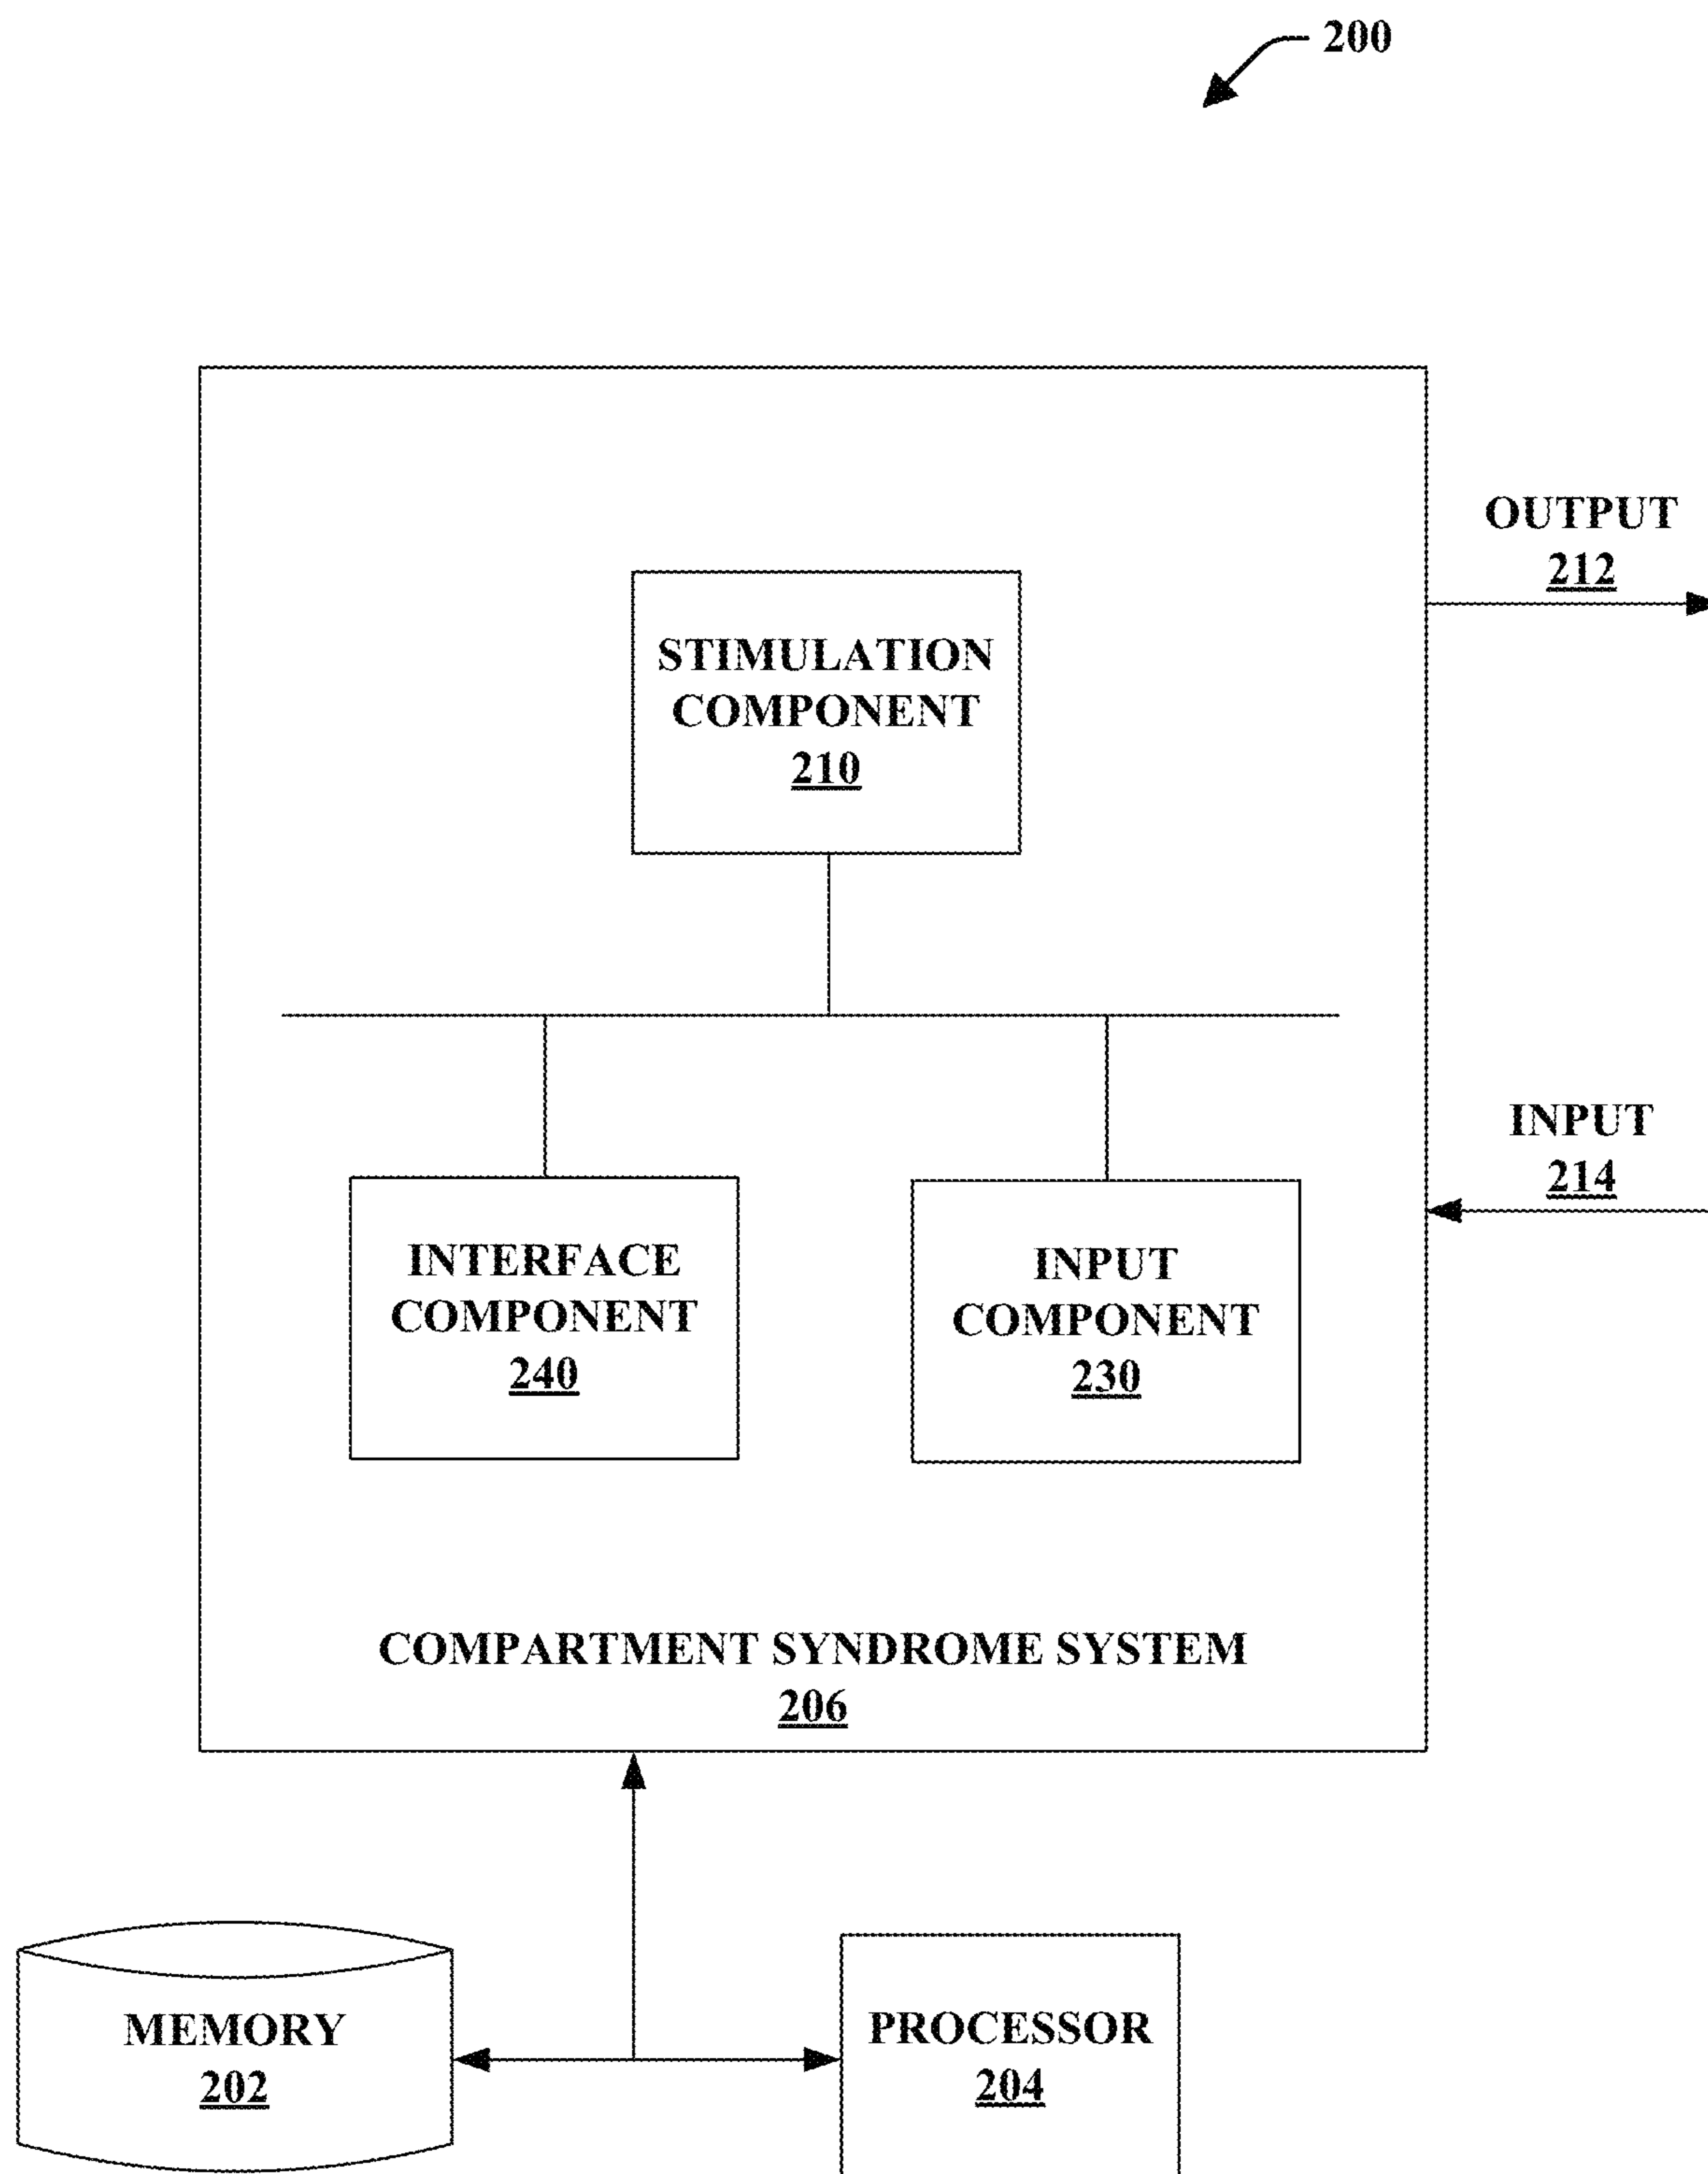 200
OUTPUT
212
STIMULATION
COMPONENT
210
INPUT
214
INTERFACE
COMPONENT
240
INPUT
COMPONENT
230
COMPARTMENT SYNDROME SYSTEM
206
MEMORY
202
PROCESSOR
204